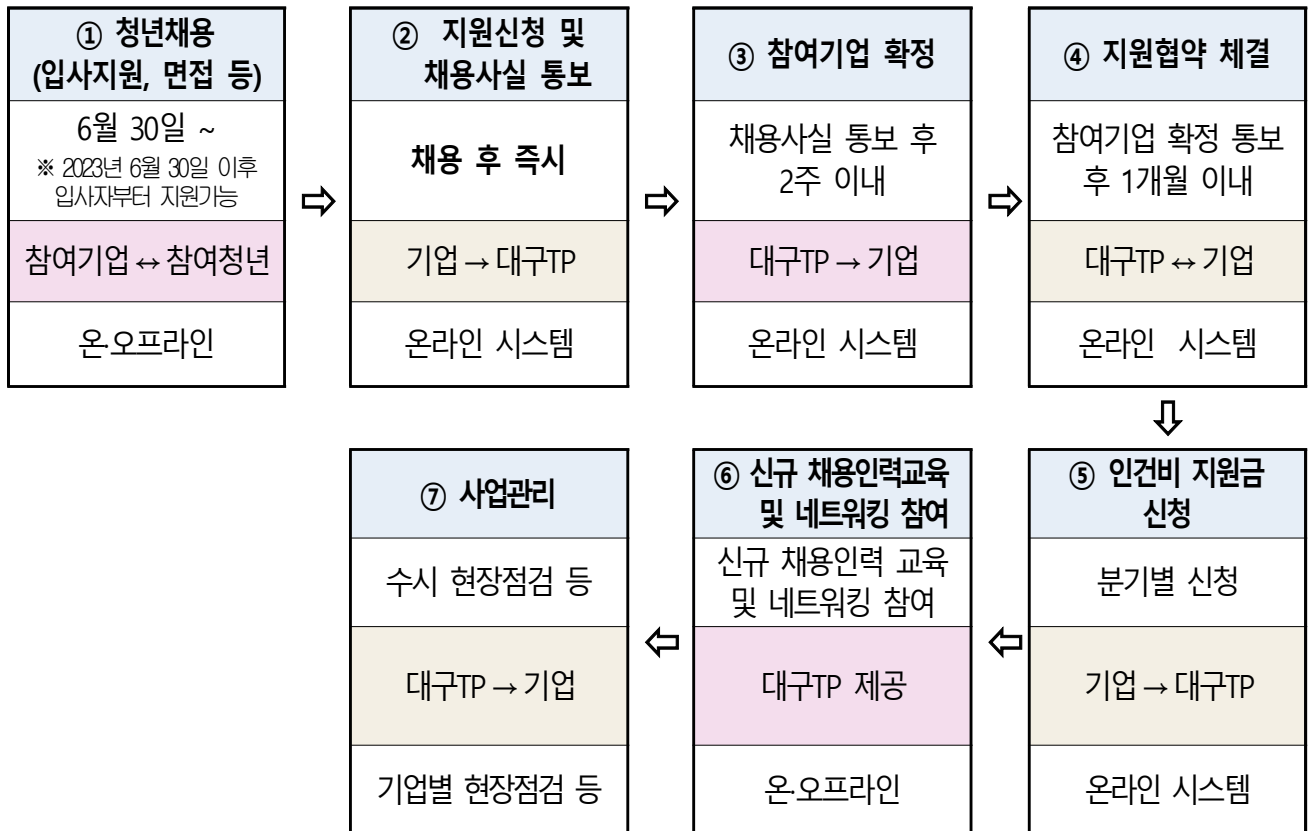 ① 청년채용
(입사지원, 면접 등)
6월 30일 ~
※ 2023년 6월 30일 이후
입사자부터 지원가능
참여기업 ↔ 참여청년
온·오프라인
⇨
② 지원신청 및
채용사실 통보
채용 후 즉시
기업 → 대구TP
온라인 시스템
⇨
③ 참여기업 확정
채용사실 통보 후
2주 이내
대구TP → 기업
온라인 시스템
⇨
④ 지원협약 체결
참여기업 확정 통보
후 1개월 이내
대구TP ↔ 기업
온라인 시스템
⇩
⑤ 인건비 지원금
신청
분기별 신청
기업 → 대구TP
온라인 시스템
⇦
⑥ 신규 채용인력교육
및 네트워킹 참여
신규 채용인력 교육
및 네트워킹 참여
대구TP 제공
온·오프라인
⇦
⑦ 사업관리
수시 현장점검 등
대구TP → 기업
기업별 현장점검 등